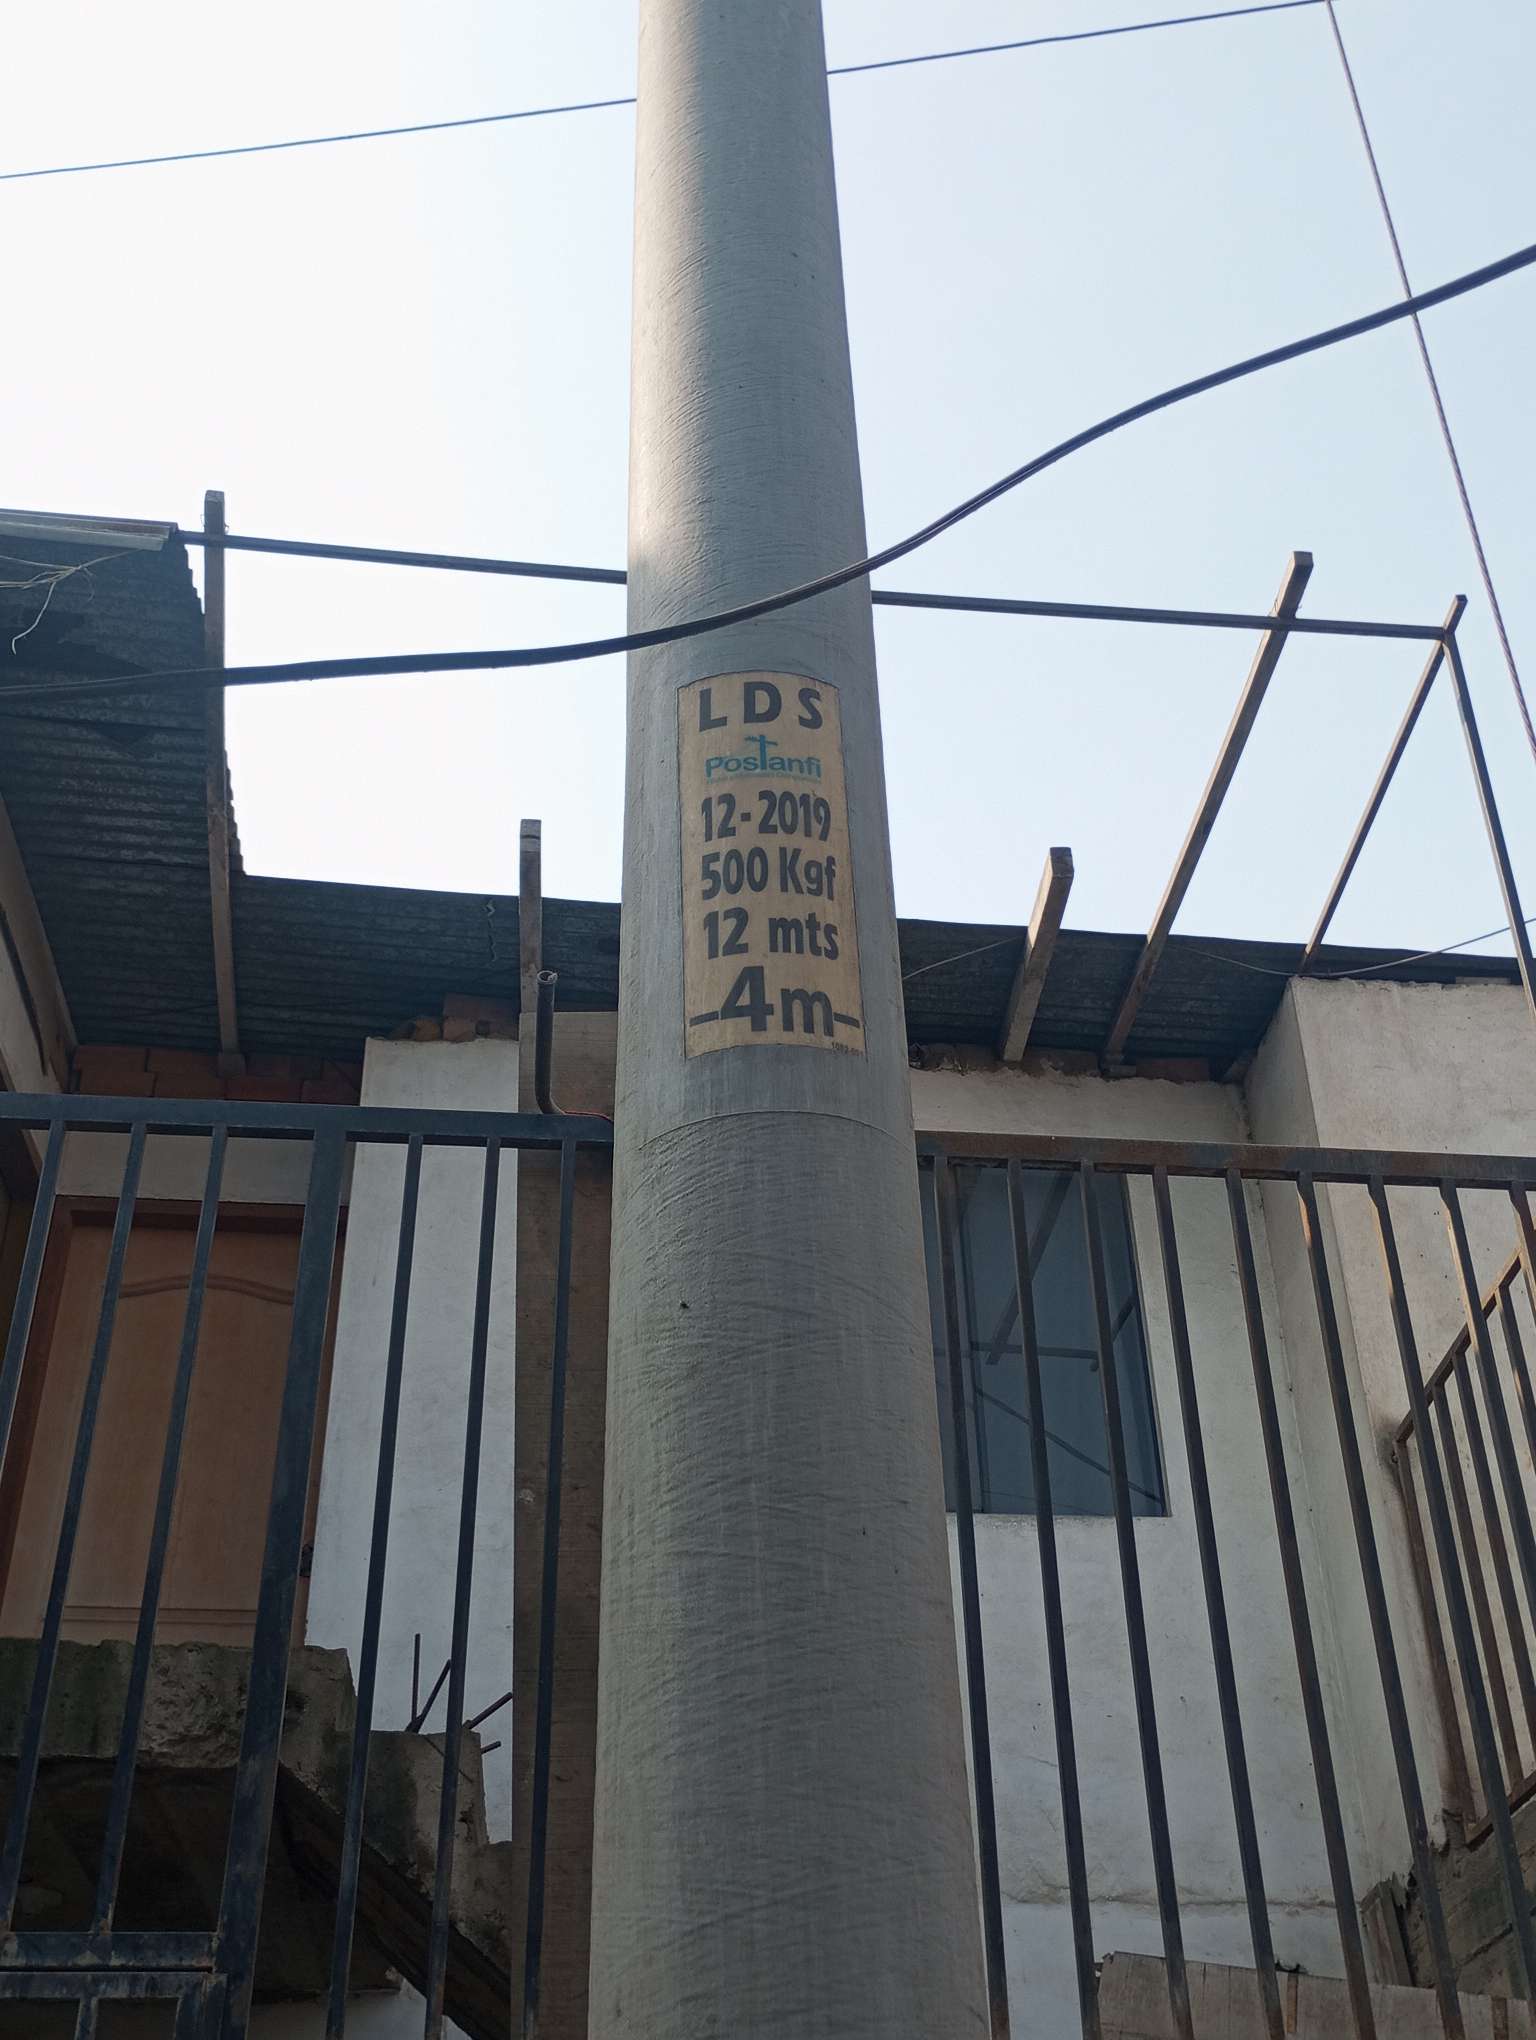 LDS
Postanfi
12-2019
500 Kgf
12 mts
-4m-